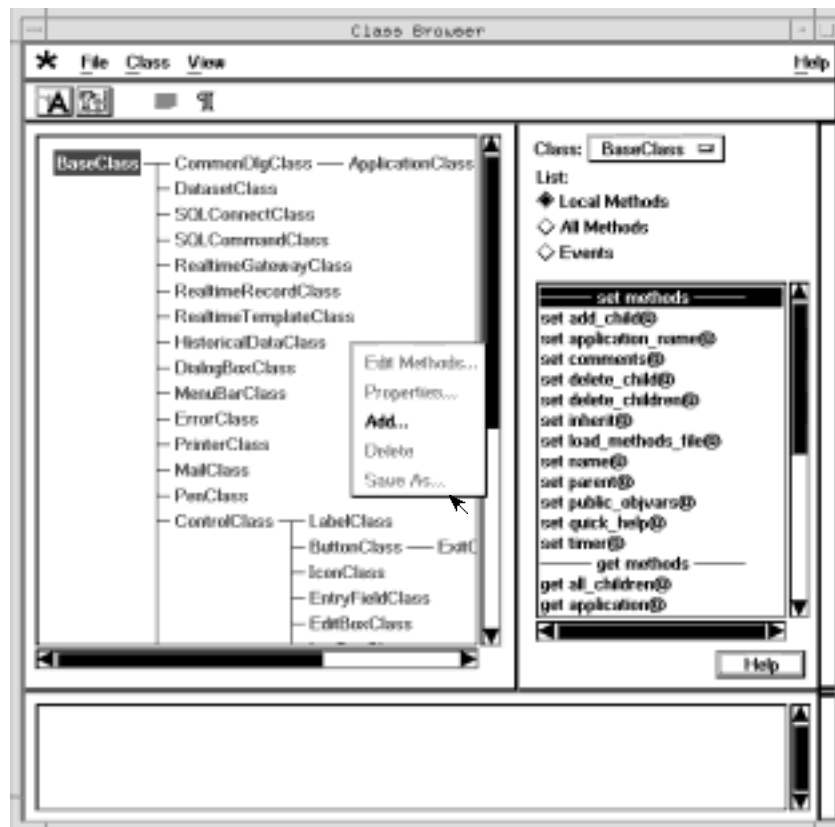 Class Browser
File Class View Help
A
¶
BaseClass CommonDlgClass ApplicationClass
DatasetClass
SQLConnectClass
SQLCommandClass
RealtimeGatewayClass
RealtimeRecordClass
RealtimeTemplateClass
HistoricalDataClass
DialogBoxClass
MenuBarClass
ErrorClass
PrinterClass
MailClass
PenClass
ControlClass LabelClass
ButtonClass ExitC
IconClass
EntryFieldClass
EditBoxClass
Edit Methods...
Properties...
Add...
Delete
Save As...
Class: BaseClass
List:
Local Methods
All Methods
Events
set methods
set add_child@
set application_name@
set comments@
set delete_child@
set delete_children@
set inherit@
set load_methods_file@
set name@
set parent@
set public_objvars@
set quick_help@
set timer@
get methods
get all_children@
get application@
Help